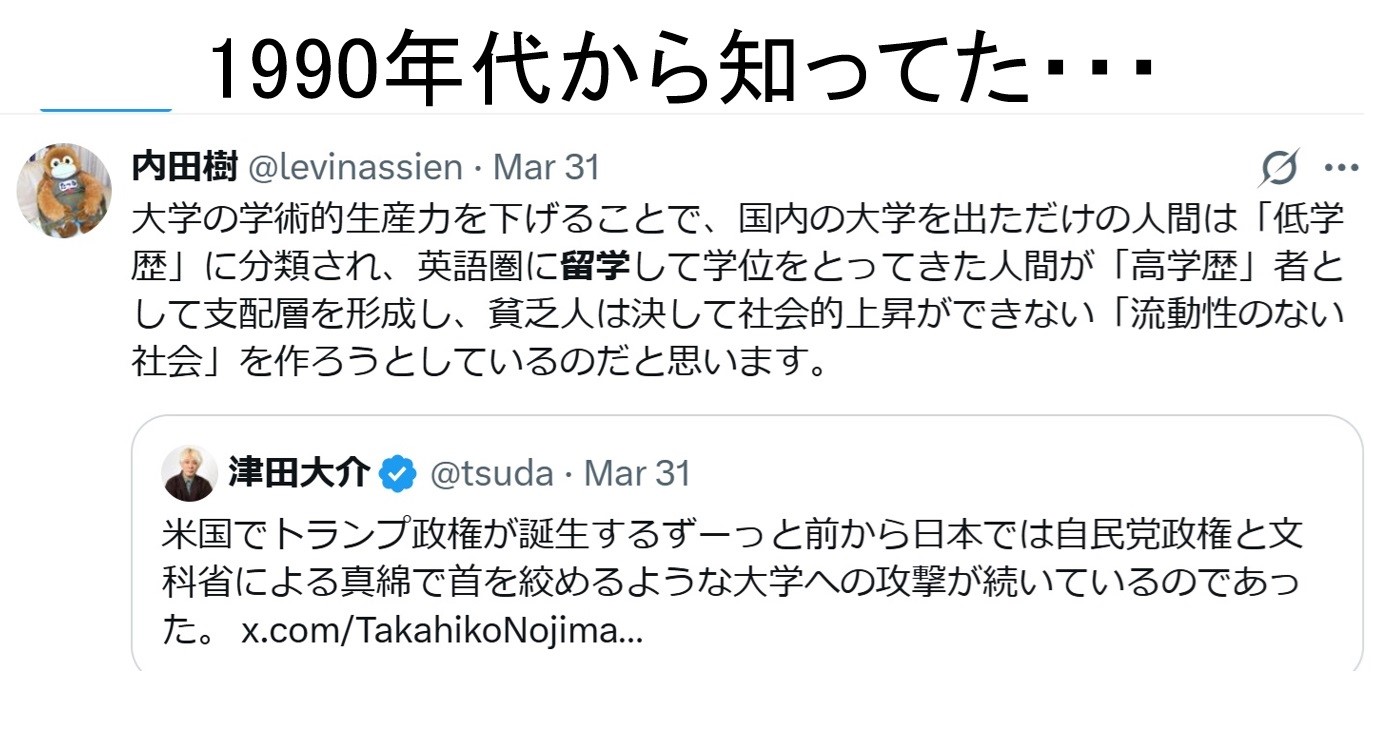 1990年代から知ってた・・・
内田樹 @levinassien · Mar 31
大学の学術的生産力を下げることで、国内の大学を出ただけの人間は「低学
歴」に分類され、英語圏に留学して学位をとってきた人間が「高学歴」者と
して支配層を形成し、貧乏人は決して社会的上昇ができない「流動性のない
社会」を作ろうとしているのだと思います。
津田大介 @tsuda · Mar 31
米国でトランプ政権が誕生するずーっと前から日本では自民党政権と文
科省による真綿で首を絞めるような大学への攻撃が続いているのであっ
た。 x.com/TakahikoNojima…